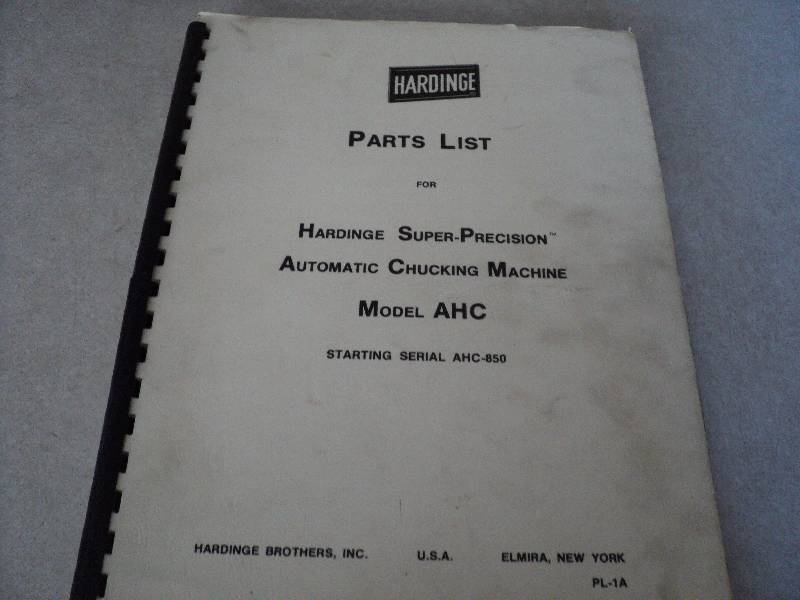 HARDINGE
PARTS LIST
FOR
HARDINGE SUPER-PRECISION™
AUTOMATIC CHUCKING MACHINE
MODEL AHC
STARTING SERIAL AHC-850
HARDINGE BROTHERS, INC. U.S.A. ELMIRA, NEW YORK
PL-1A